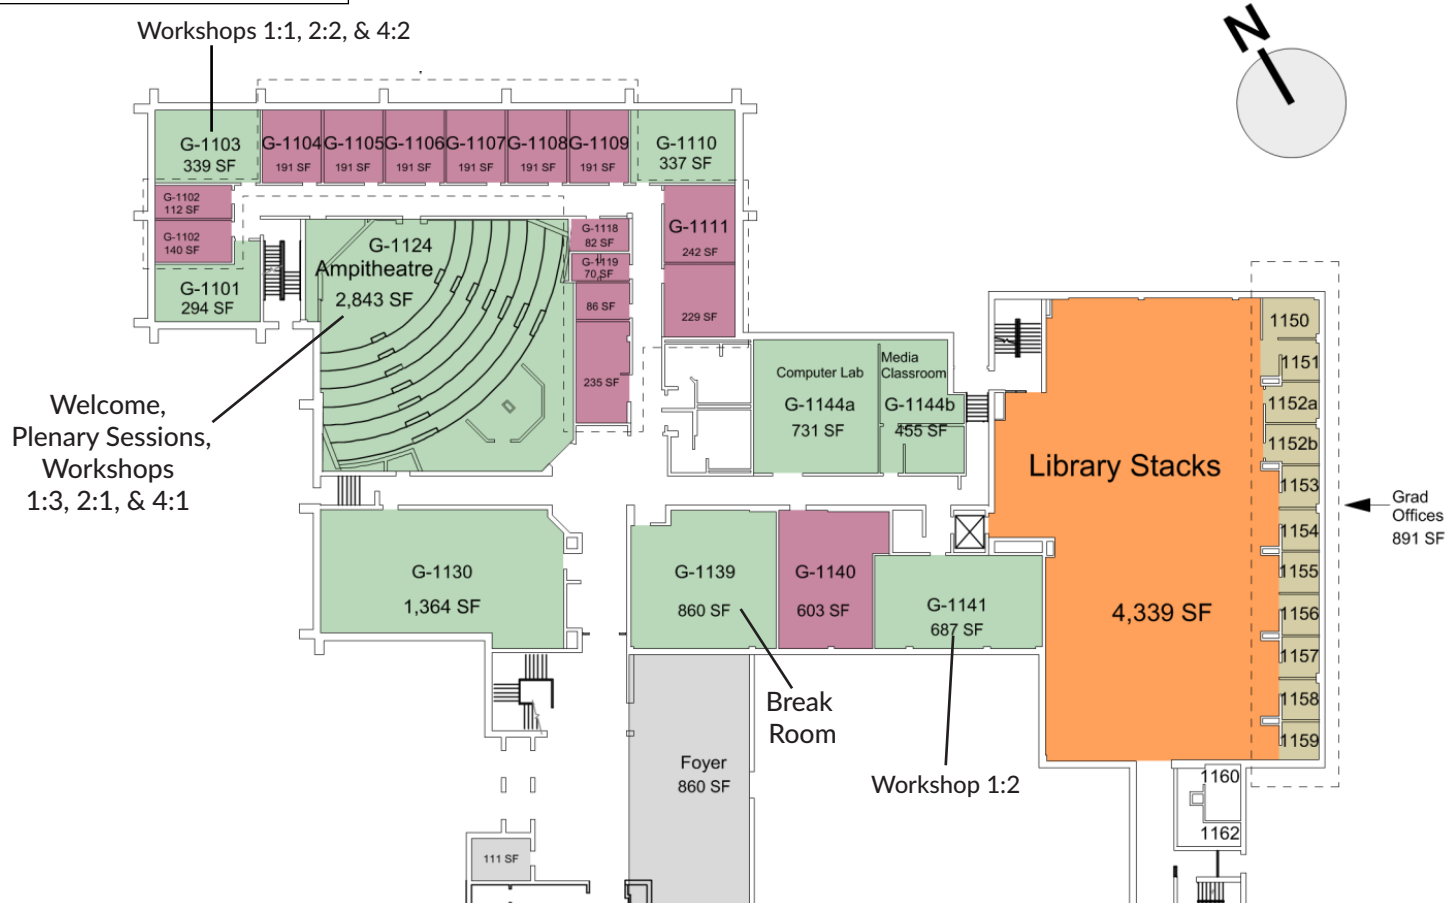 Workshops 1:1, 2:2, & 4:2
N
G-1103
339 SF
G-1104
191 SF
G-1105
191 SF
G-1106
191 SF
G-1107
191 SF
G-1108
191 SF
G-1109
191 SF
G-1110
337 SF
G-1102
112 SF
G-1102
140 SF
G-1101
294 SF
G-1124
Ampitheatre
2,843 SF
G-1118
82 SF
G-1119
70 SF
86 SF
235 SF
G-1111
242 SF
229 SF
Welcome,
Plenary Sessions,
Workshops
1:3, 2:1, & 4:1
Computer Lab
G-1144a
731 SF
Media
Classroom
G-1144b
455 SF
Library Stacks
4,339 SF
1150
1151
1152a
1152b
1153
1154
1155
1156
1157
1158
1159
Grad
Offices
891 SF
G-1130
1,364 SF
G-1139
860 SF
G-1140
603 SF
G-1141
687 SF
Break
Room
Workshop 1:2
Foyer
860 SF
1160
1162
111 SF